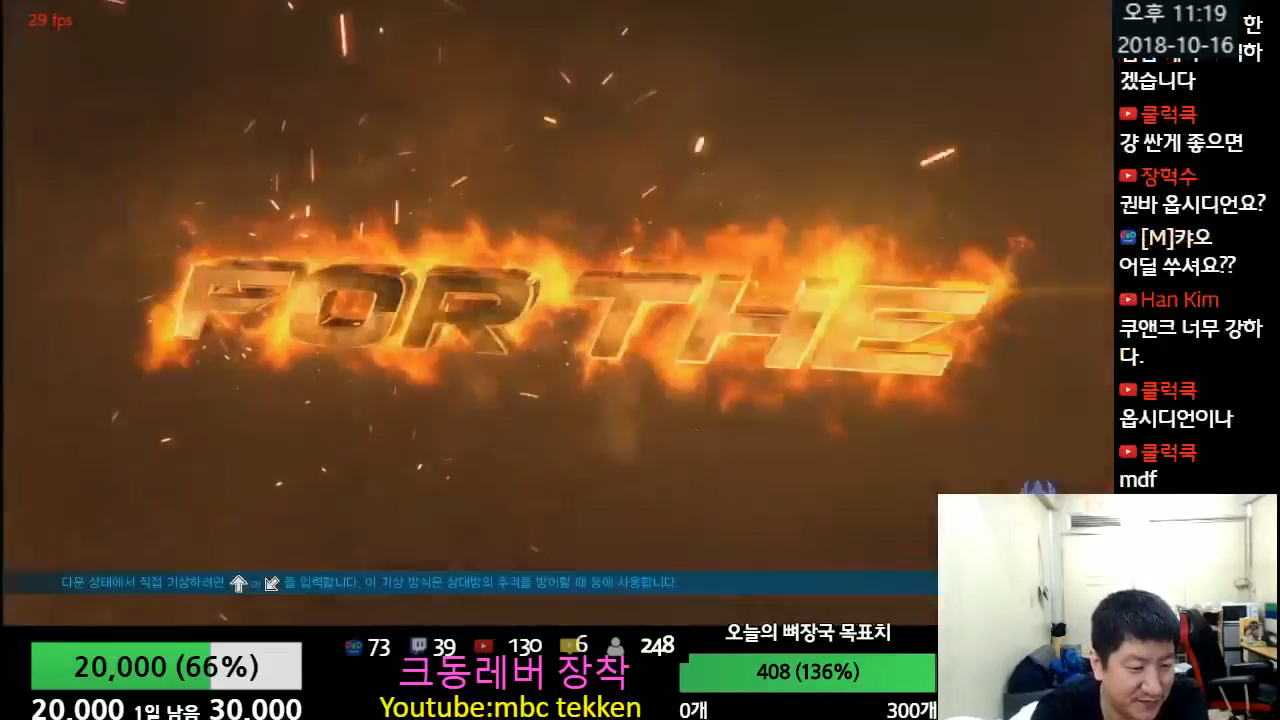 29 fps
오후 11:19
2018-10-16
한
하
겠습니다
쿨럭쿡
걍 싼게 좋으면
장혁수
권바 옵시디언요?
[M]캬오
어딜 쑤셔요??
Han Kim
쿠앤크 너무 강하
다.
쿨럭쿡
옵시디언이나
쿨럭쿡
mdf
FOR THE
다운 상태에서 직접 기상하려면 or 을 입력합니다. 이 기상 방식은 상대방의 추격을 방어할 때 등에 사용합니다.
20,000 (66%)
20,000 1일 남음 30,000
73 39 130 6 248
크동레버 장착
Youtube:mbc tekken
오늘의 뼈장국 목표치
408 (136%)
0개 300개